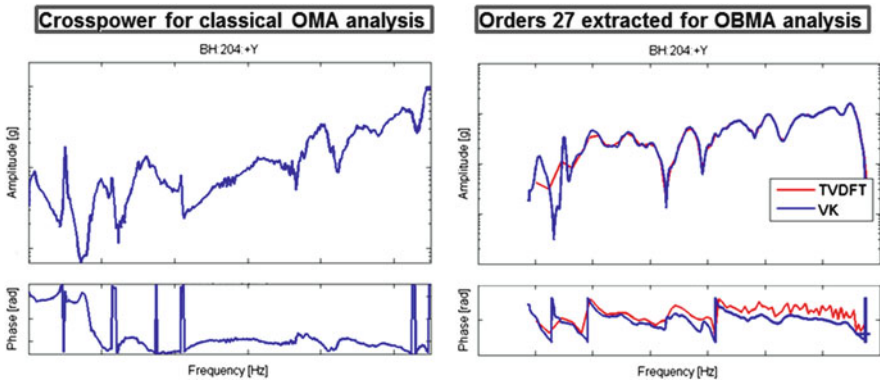 Crosspower for classical OMA analysis
BH:204:+Y
Amplitude [g]
Phase [rad]
Frequency [Hz]
Orders 27 extracted for OBMA analysis
BH:204:+Y
Amplitude [g]
TVDFT
VK
Phase [rad]
Frequency [Hz]